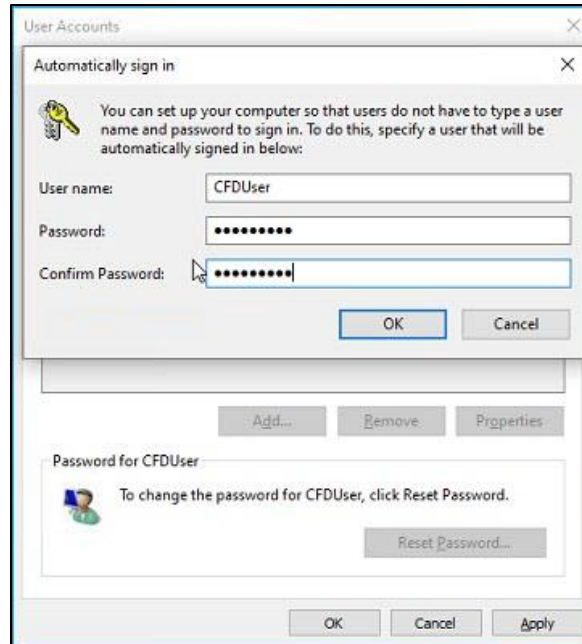 User Accounts
Automatically sign in
You can set up your computer so that users do not have to type a user
name and password to sign in. To do this, specify a user that will be
automatically signed in below:
User name:
CFDUser
Password:
●●●●●●●●●
Confirm Password:
●●●●●●●●●
OK
Cancel
Add...
Remove
Properties
Password for CFDUser
To change the password for CFDUser, click Reset Password.
Reset Password...
OK
Cancel
Apply